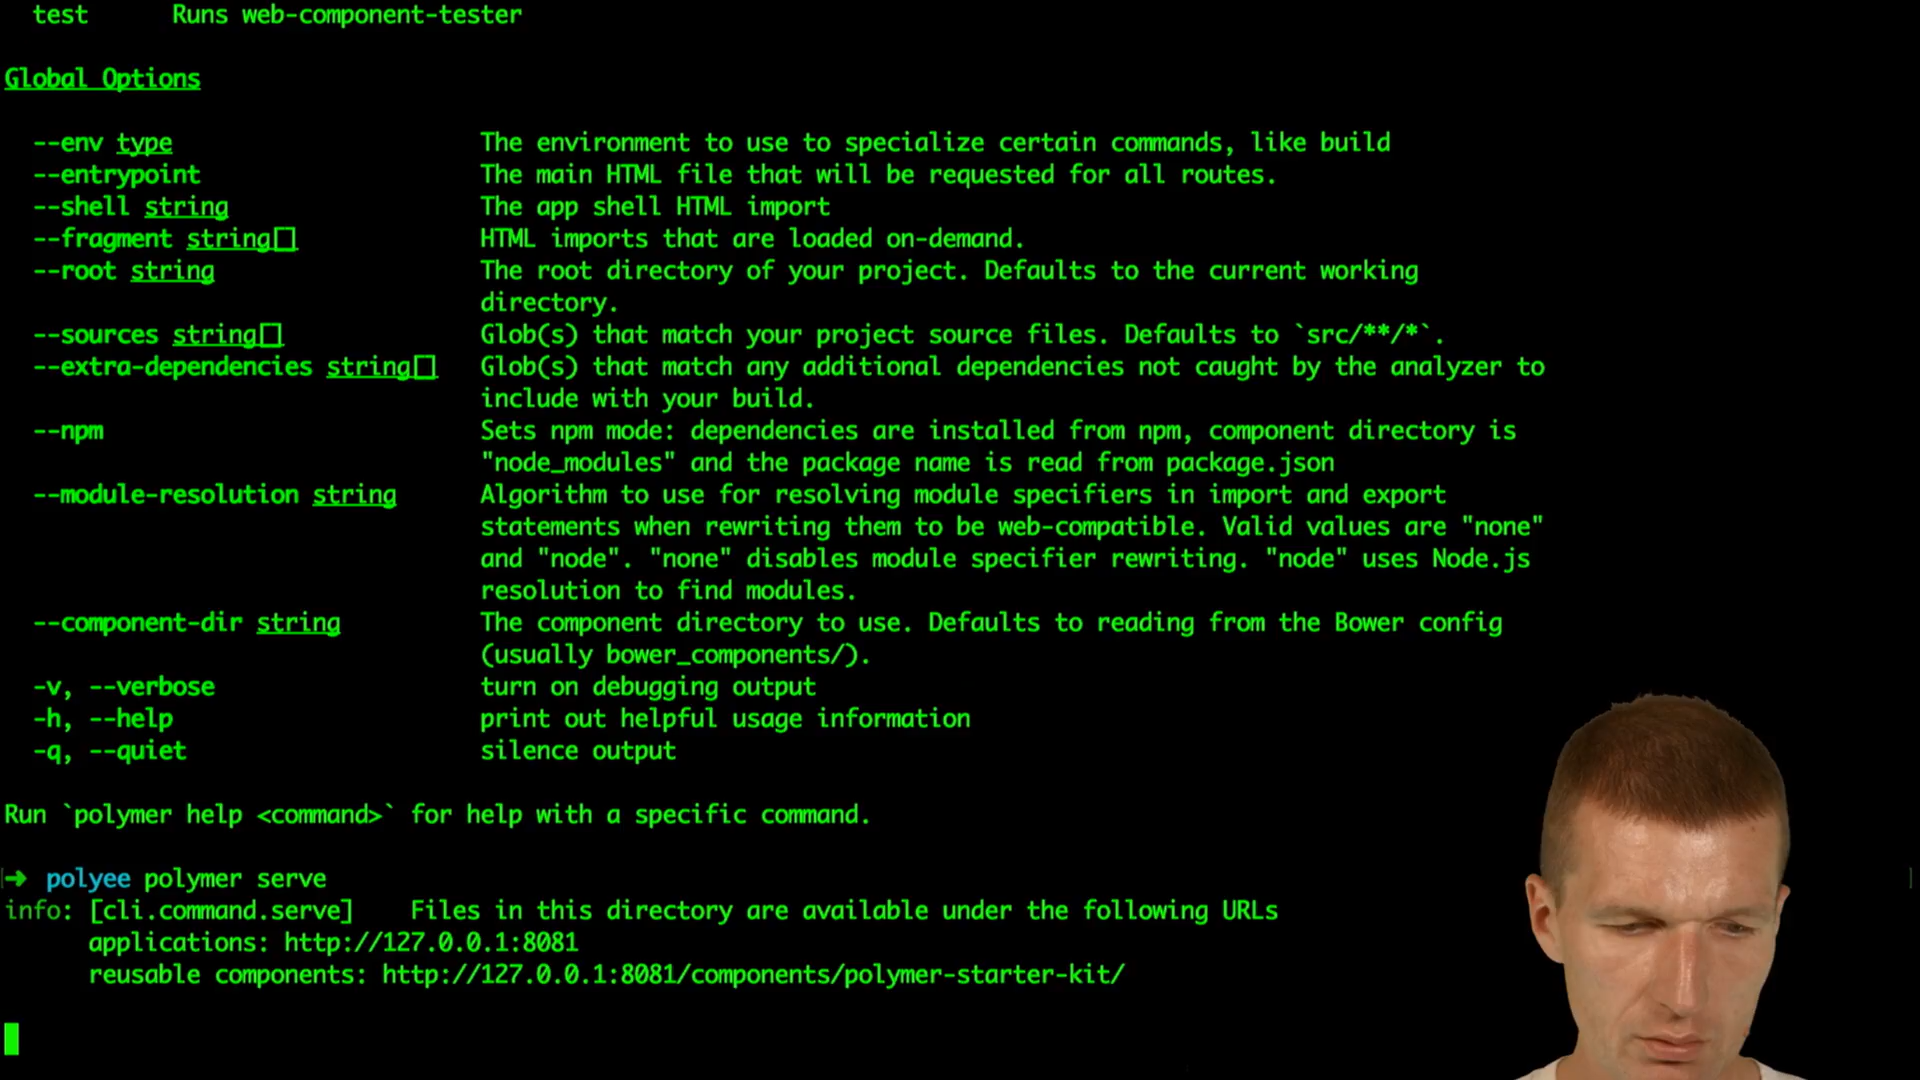 test      Runs web-component-tester
Global Options
--env type      The environment to use to specialize certain commands, like build
--entrypoint      The main HTML file that will be requested for all routes.
--shell string      The app shell HTML import
--fragment string[]      HTML imports that are loaded on-demand.
--root string      The root directory of your project. Defaults to the current working
directory.
--sources string[]      Glob(s) that match your project source files. Defaults to `src/**/*`.
--extra-dependencies string[]      Glob(s) that match any additional dependencies not caught by the analyzer to
include with your build.
--npm      Sets npm mode: dependencies are installed from npm, component directory is
"node_modules" and the package name is read from package.json
--module-resolution string      Algorithm to use for resolving module specifiers in import and export
statements when rewriting them to be web-compatible. Valid values are "none"
and "node". "none" disables module specifier rewriting. "node" uses Node.js
resolution to find modules.
--component-dir string      The component directory to use. Defaults to reading from the Bower config
(usually bower_components/).
-v, --verbose      turn on debugging output
-h, --help      print out helpful usage information
-q, --quiet      silence output
Run `polymer help <command>` for help with a specific command.
➜ polyee polymer serve
info: [cli.command.serve]    Files in this directory are available under the following URLs
applications: http://127.0.0.1:8081
reusable components: http://127.0.0.1:8081/components/polymer-starter-kit/